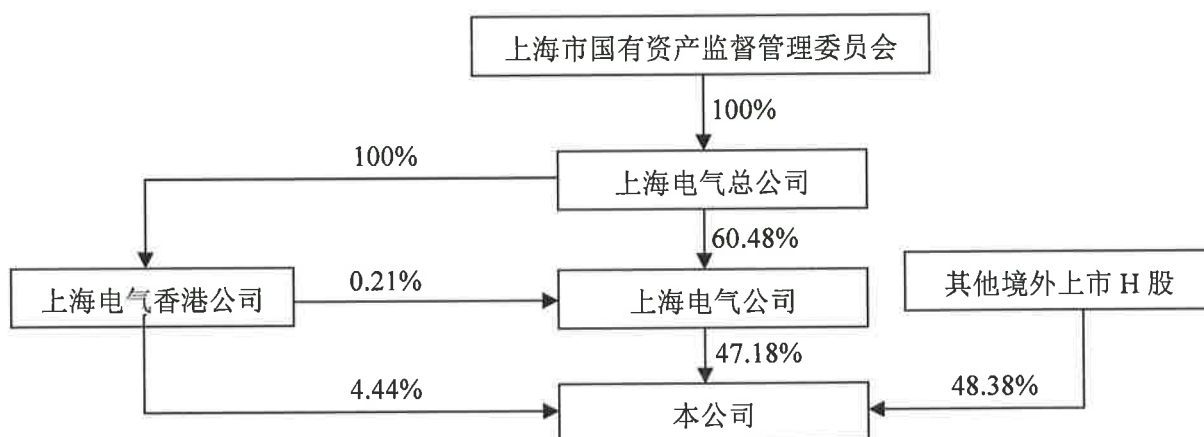 上海市国有资产监督管理委员会
100%
100%
上海电气总公司
60.48%
上海电气香港公司
0.21%
上海电气公司
其他境外上市 H 股
47.18%
4.44%
本公司
48.38%